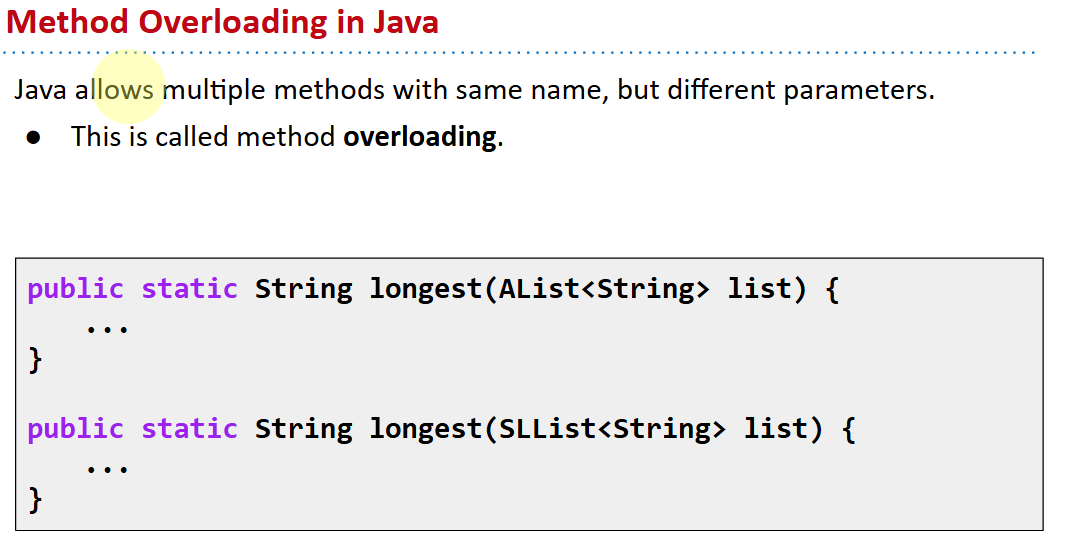 Method Overloading in Java
Java allows multiple methods with same name, but different parameters.
● This is called method overloading.
public static String longest(AList<String> list) {
...
}
public static String longest(SLList<String> list) {
...
}